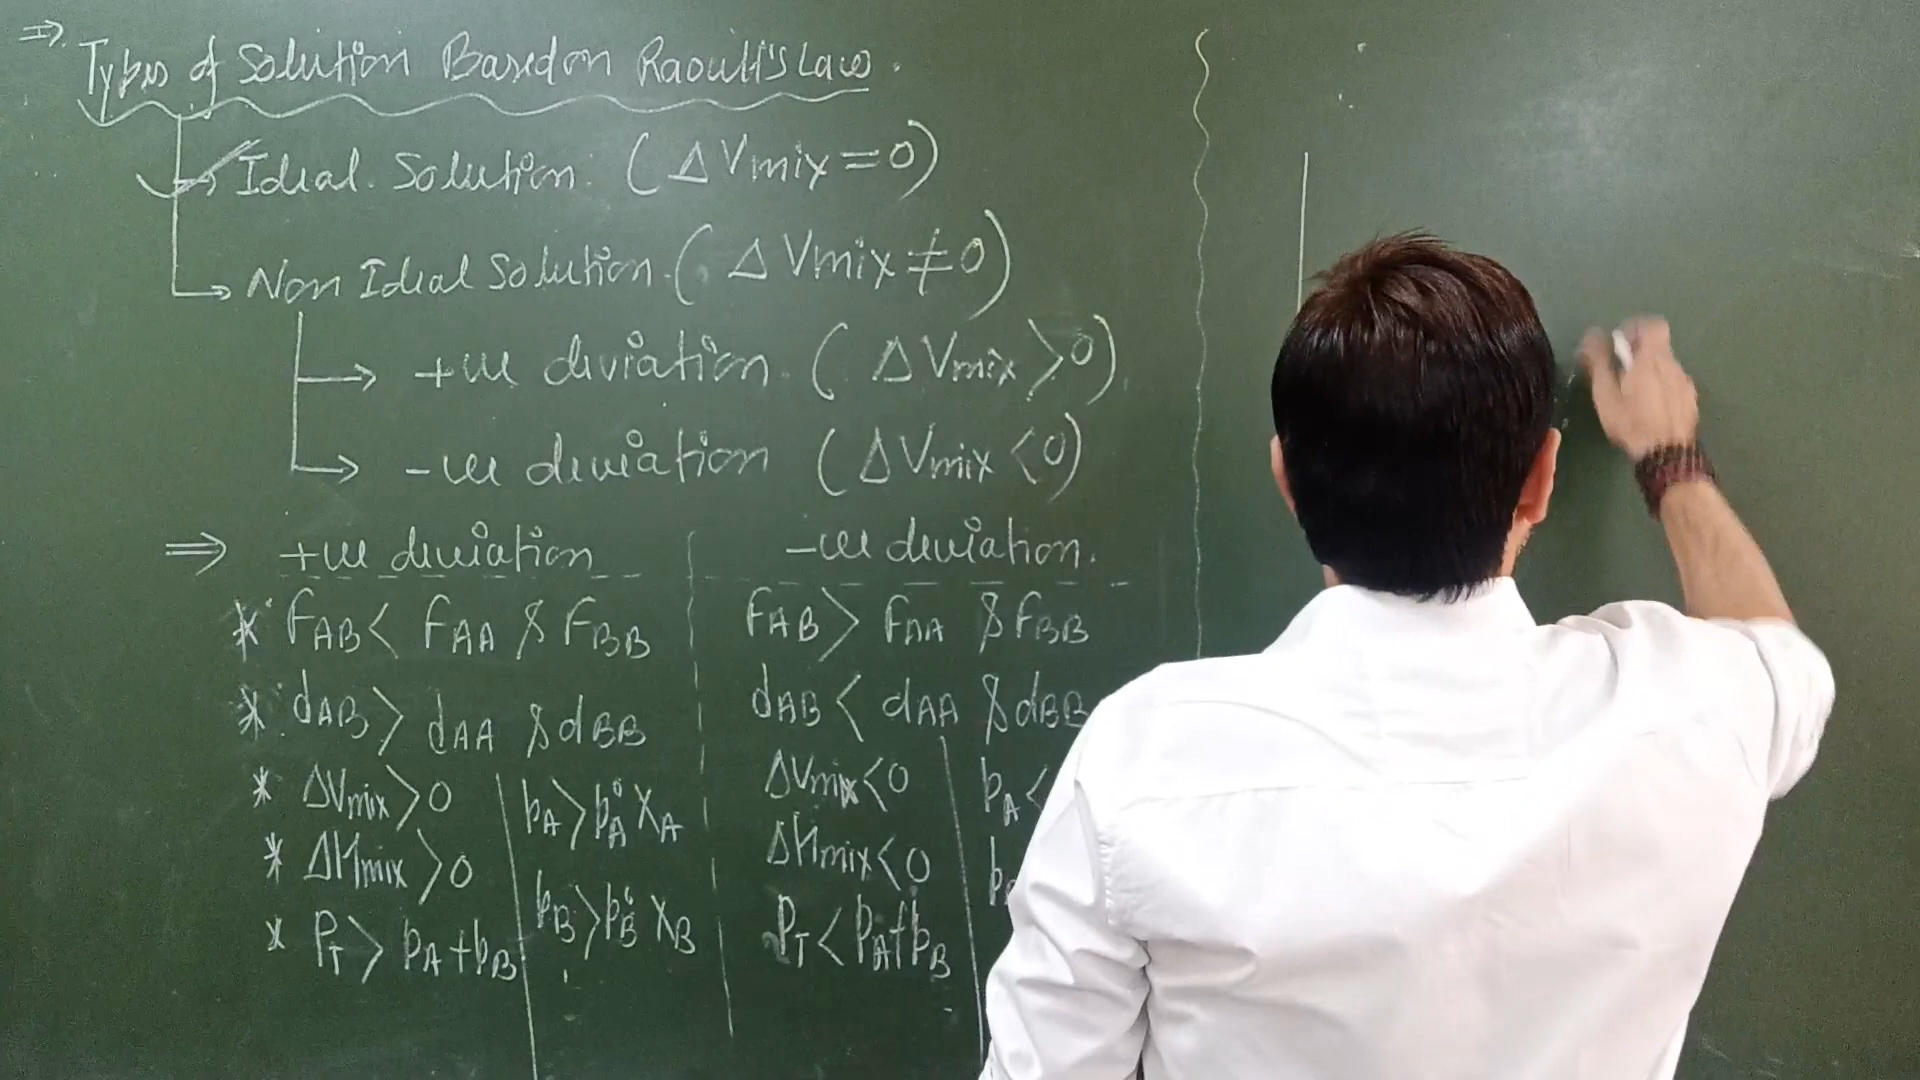 ⇒ Types of Solution Based on Raoult's Law.
→ Ideal Solution. (ΔVmix = 0)
→ Non Ideal Solution. (ΔVmix ≠ 0)
→ +ve deviation. (ΔVmix > 0)
→ -ve deviation (ΔVmix < 0)
⇒ +ve deviation
* FAB < FAA & FBB
* dAB > dAA & dBB
* ΔVmix > 0
* ΔHmix > 0
* PT > pA + pB
pA > p°A XA
pB > p°B XB
-ve deviation.
FAB > FAA & FBB
dAB < dAA & dBB
ΔVmix < 0
ΔHmix < 0
PT < PA + pB
pA <